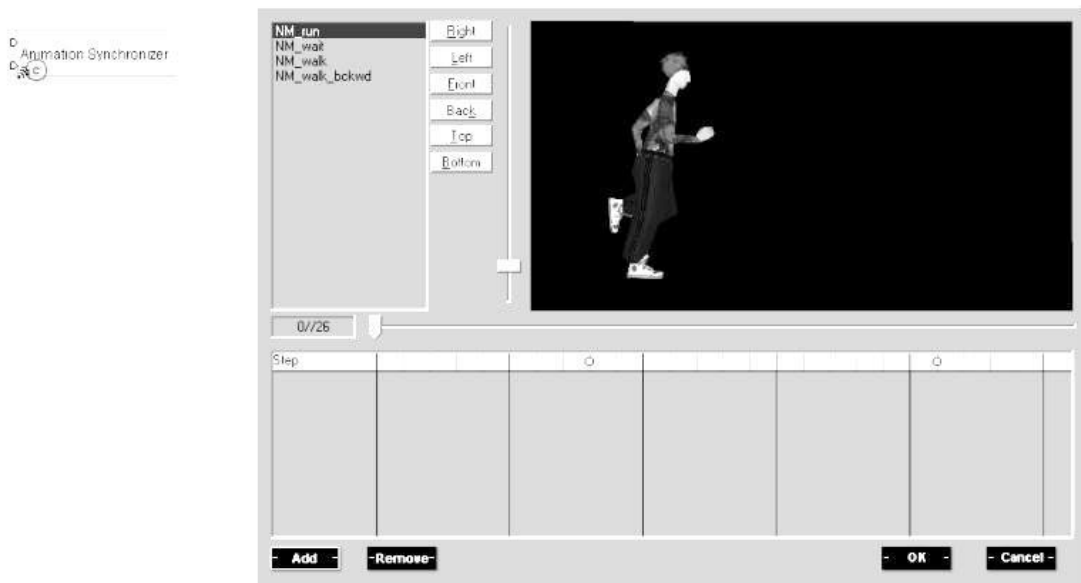 Animation Synchronizer
C
NM_run
NM_wait
NM_walk
NM_walk_bckwd
Right
Left
Front
Back
Top
Bottom
0//26
Step
- Add -
-Remove-
- OK -
- Cancel -